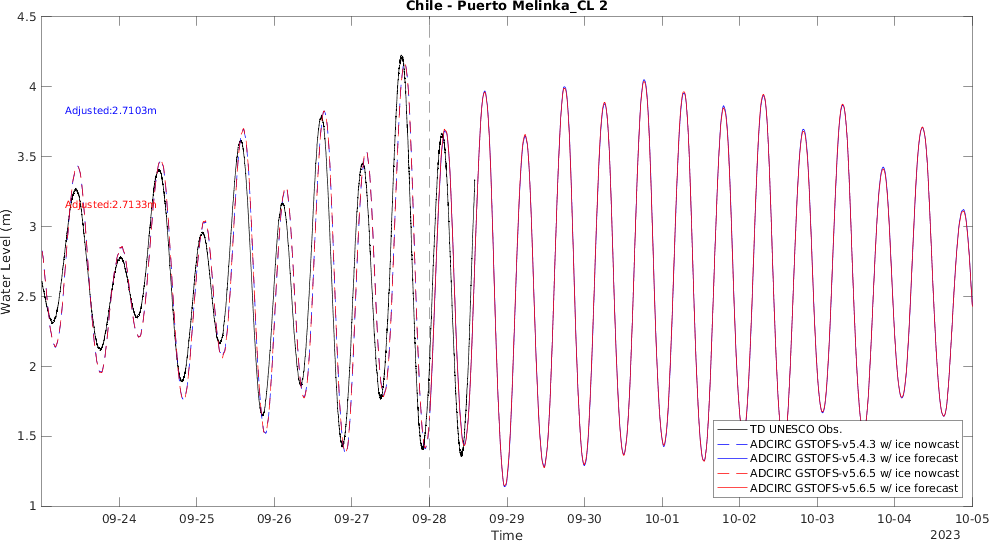 Chile - Puerto Melinka_CL 2
4.5
4
3.5
3
2.5
2
1.5
1
Water Level (m)
Adjusted:2.7103m
Adjusted:2.7133m
TD UNESCO Obs.
ADCIRC GSTOFS-v5.4.3 w/ ice nowcast
ADCIRC GSTOFS-v5.4.3 w/ ice forecast
ADCIRC GSTOFS-v5.6.5 w/ ice nowcast
ADCIRC GSTOFS-v5.6.5 w/ ice forecast
09-24 09-25 09-26 09-27 09-28 09-29 09-30 10-01 10-02 10-03 10-04 10-05
Time
2023